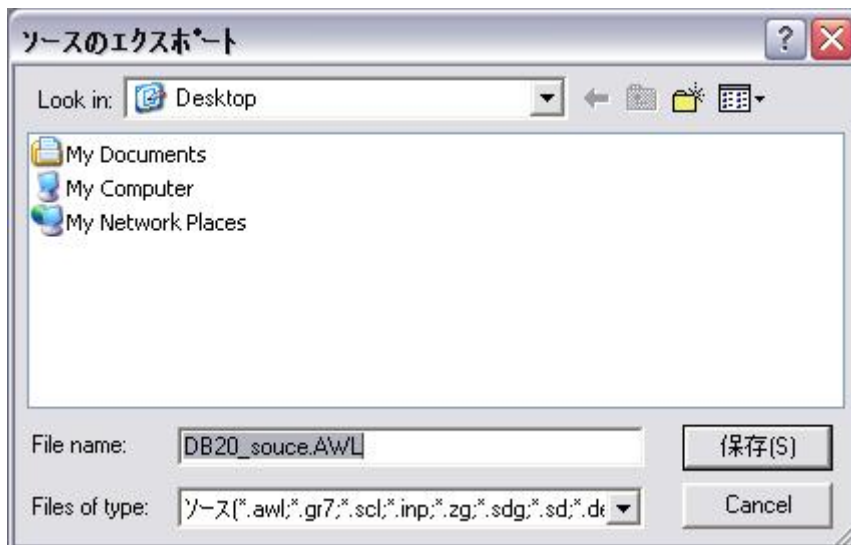 ソースのエクスポート
Look in: Desktop
My Documents
My Computer
My Network Places
File name: DB20_souce.AWL 保存(S)
Files of type: ソース(*.awl;*.gr7;*.scl;*.inp;*.zg;*.sdg;*.sd;*.de Cancel